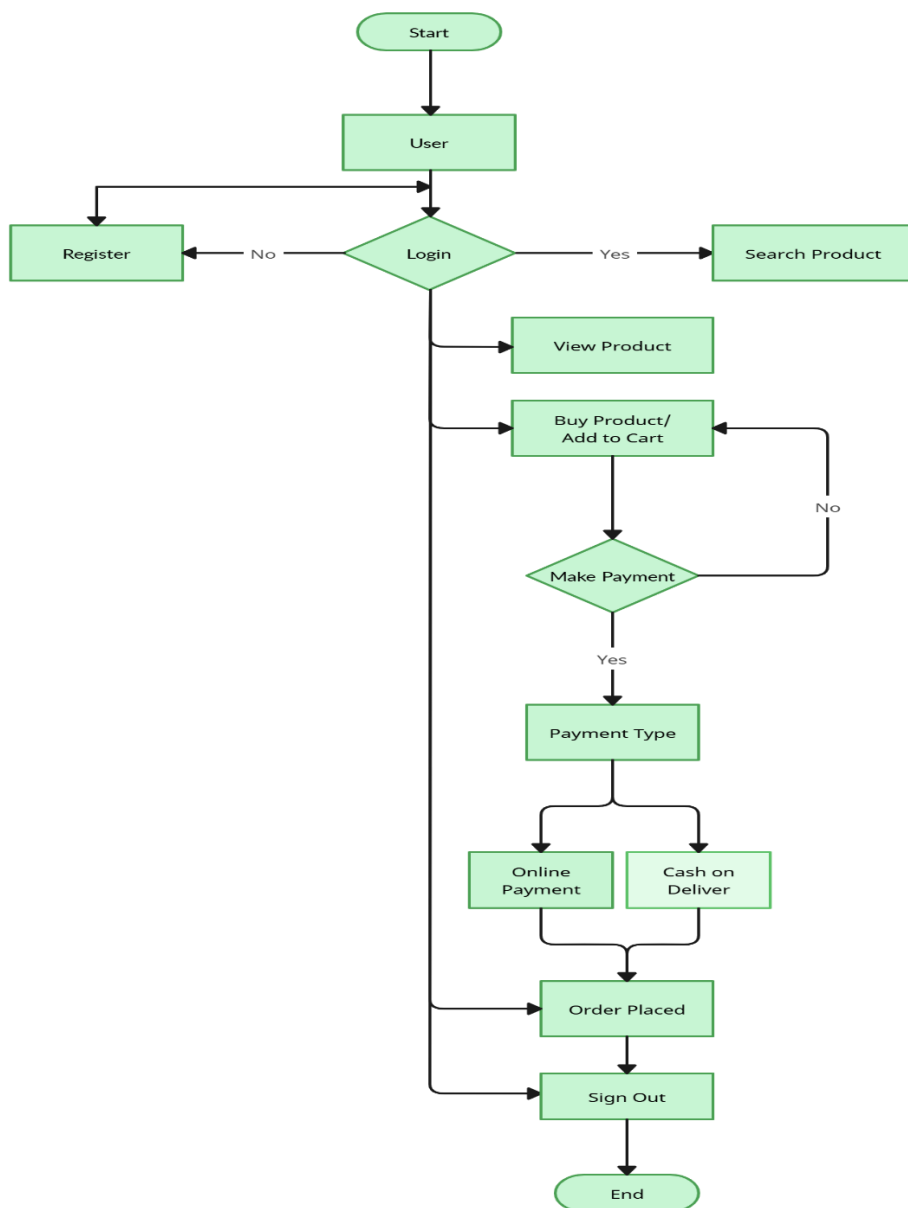 Start
User
Register
No
Login
Yes
Search Product
View Product
Buy Product/
Add to Cart
No
Make Payment
Yes
Payment Type
Online
Payment
Cash on
Deliver
Order Placed
Sign Out
End